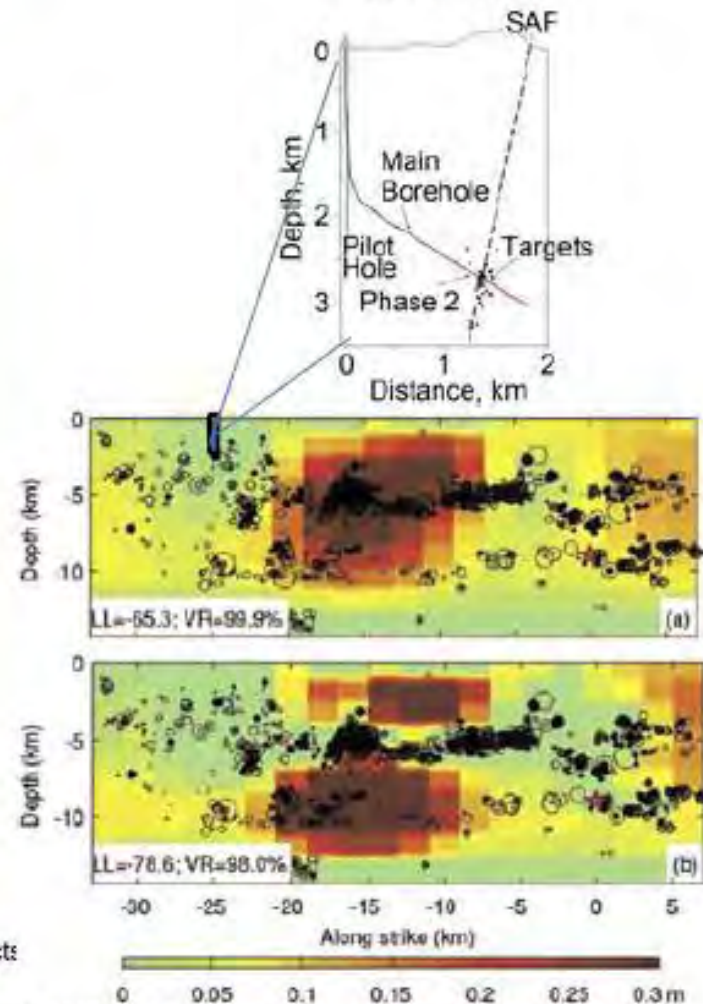 SAF
0
1
Main
Borehole
Depth, km
2
Pilot
Hole
Targets
Phase 2
3
0 1 2
Distance, km
0
-5
10
Depth (km)
LL=-65.3; VR=99.9%
(a)
0
-5
-10
Depth (km)
LL=-78.6; VR=98.0%
(b)
-30 -25 -20 -15 -10 -5 0 5
Along strike (km)
0 0.05 0.1 0.15 0.2 0.25 0.3 m